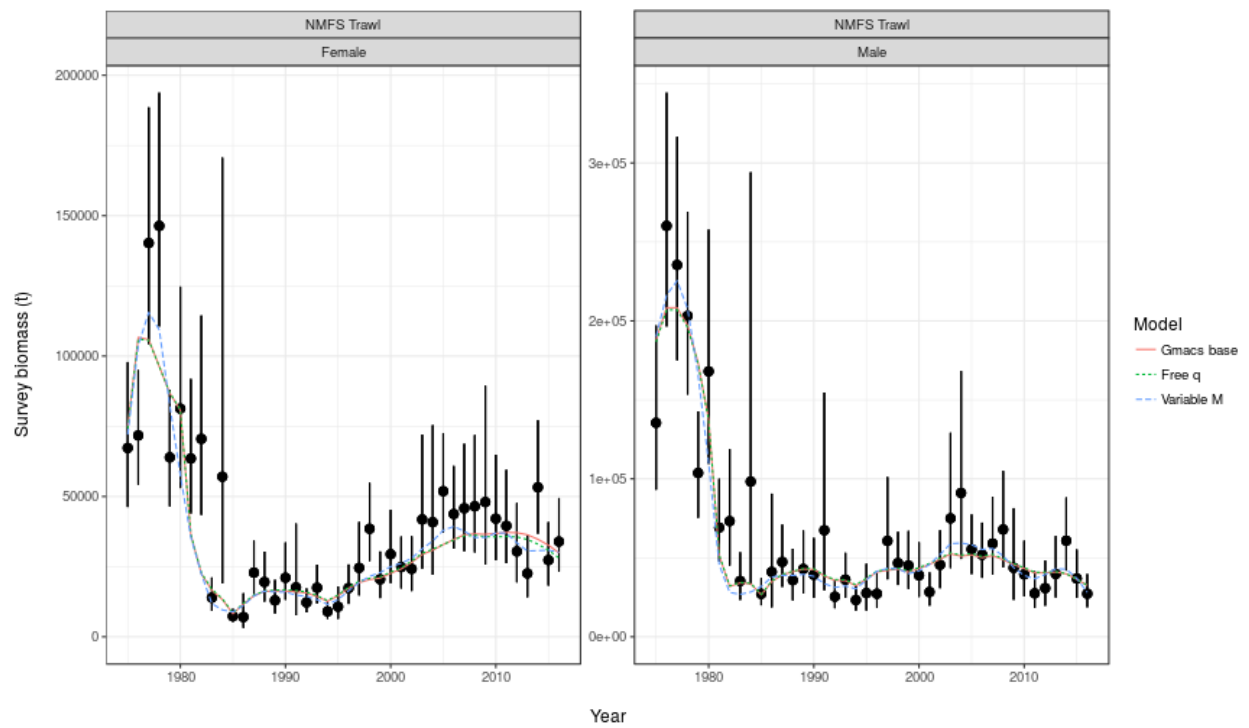 NMFS Trawl
Female
NMFS Trawl
Male
Survey biomass (t)
200000
150000
100000
50000
0
3e+05
2e+05
1e+05
0e+00
1980
1990
2000
2010
1980
1990
2000
2010
Year
Model
Gmacs base
Free q
Variable M